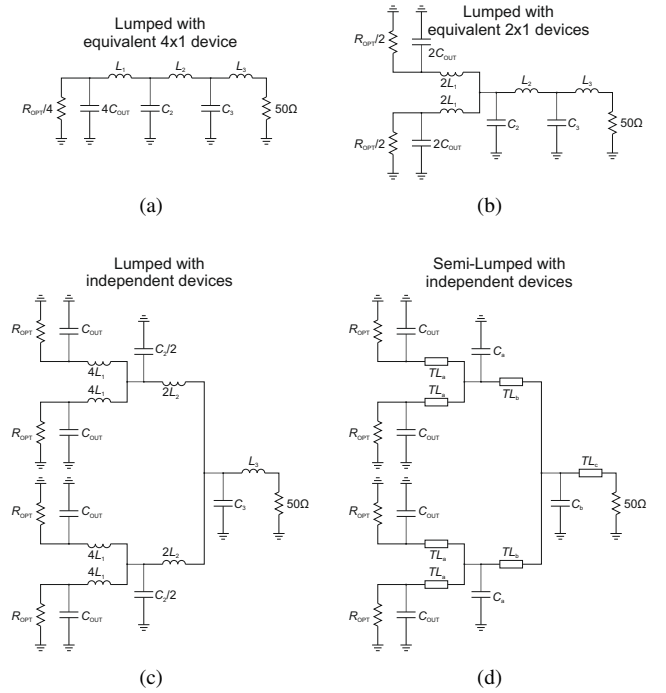 Lumped with
equivalent 4x1 device
L1 L2 L3
ROPT/4 4COUT C2 C3 50Ω
(a)
Lumped with
equivalent 2x1 devices
ROPT/2 2COUT
2L1
2L1
L2 L3
ROPT/2 2COUT C2 C3 50Ω
(b)
Lumped with
independent devices
ROPT COUT
4L1
C2/2
4L1
2L2
ROPT COUT
L3
C3 50Ω
ROPT COUT
4L1
2L2
4L1
C2/2
ROPT COUT
(c)
Semi-Lumped with
independent devices
ROPT COUT
TLa
Ca
TLa
TLb
ROPT COUT
TLc
Cb 50Ω
ROPT COUT
TLa
TLb
TLa
Ca
ROPT COUT
(d)